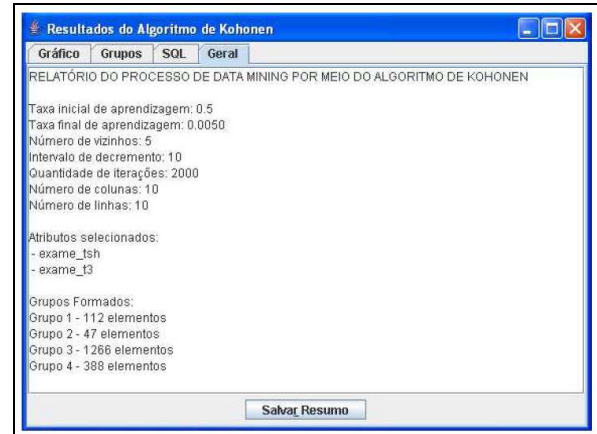 Resultados do Algoritmo de Kohonen
Gráfico Grupos SQL Geral
RELATÓRIO DO PROCESSO DE DATA MINING POR MEIO DO ALGORITMO DE KOHONEN
Taxa inicial de aprendizagem: 0.5
Taxa final de aprendizagem: 0.0050
Número de vizinhos: 5
Intervalo de decremento: 10
Quantidade de iterações: 2000
Número de colunas: 10
Número de linhas: 10
Atributos selecionados:
- exame_tsh
- exame_t3
Grupos Formados:
Grupo 1 - 112 elementos
Grupo 2 - 47 elementos
Grupo 3 - 1266 elementos
Grupo 4 - 388 elementos
Salvar Resumo